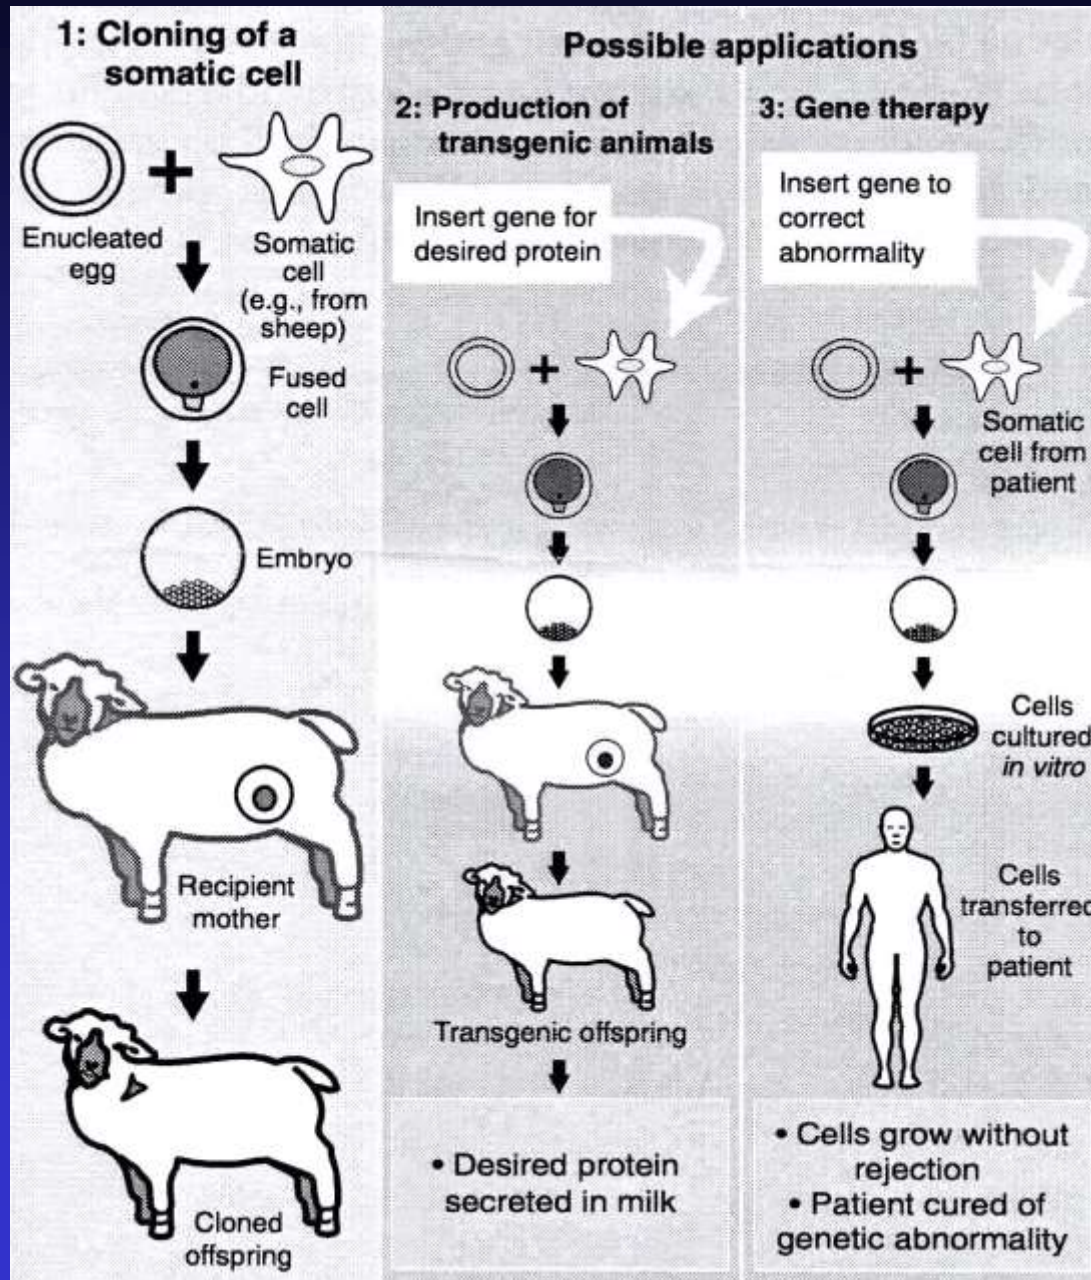 1: Cloning of a
somatic cell
Enucleated
egg
Somatic
cell
(e.g., from
sheep)
Fused
cell
Embryo
Recipient
mother
Cloned
offspring
Possible applications
2: Production of
transgenic animals
Insert gene for
desired protein
Transgenic offspring
• Desired protein
secreted in milk
3: Gene therapy
Insert gene to
correct
abnormality
Somatic
cell from
patient
Cells
cultured
in vitro
Cells
transferred
to
patient
• Cells grow without
rejection
• Patient cured of
genetic abnormality